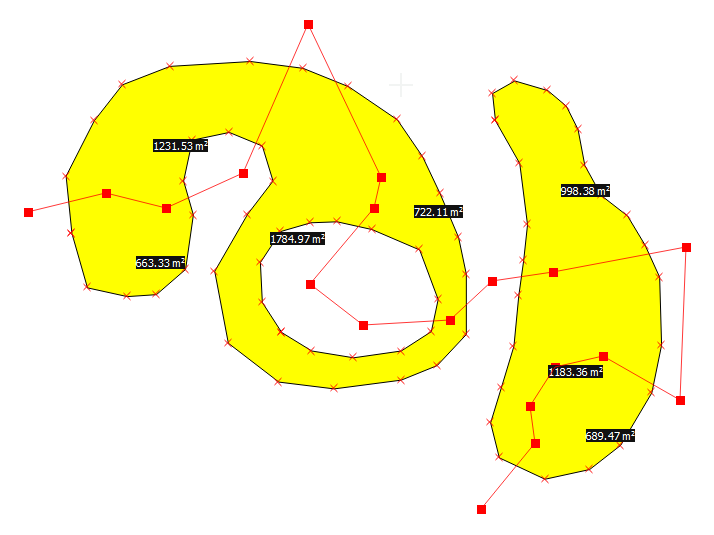 1231.53 m²
998.38 m²
722.11 m²
1784.97 m²
663.33 m²
1183.36 m²
689.47 m²